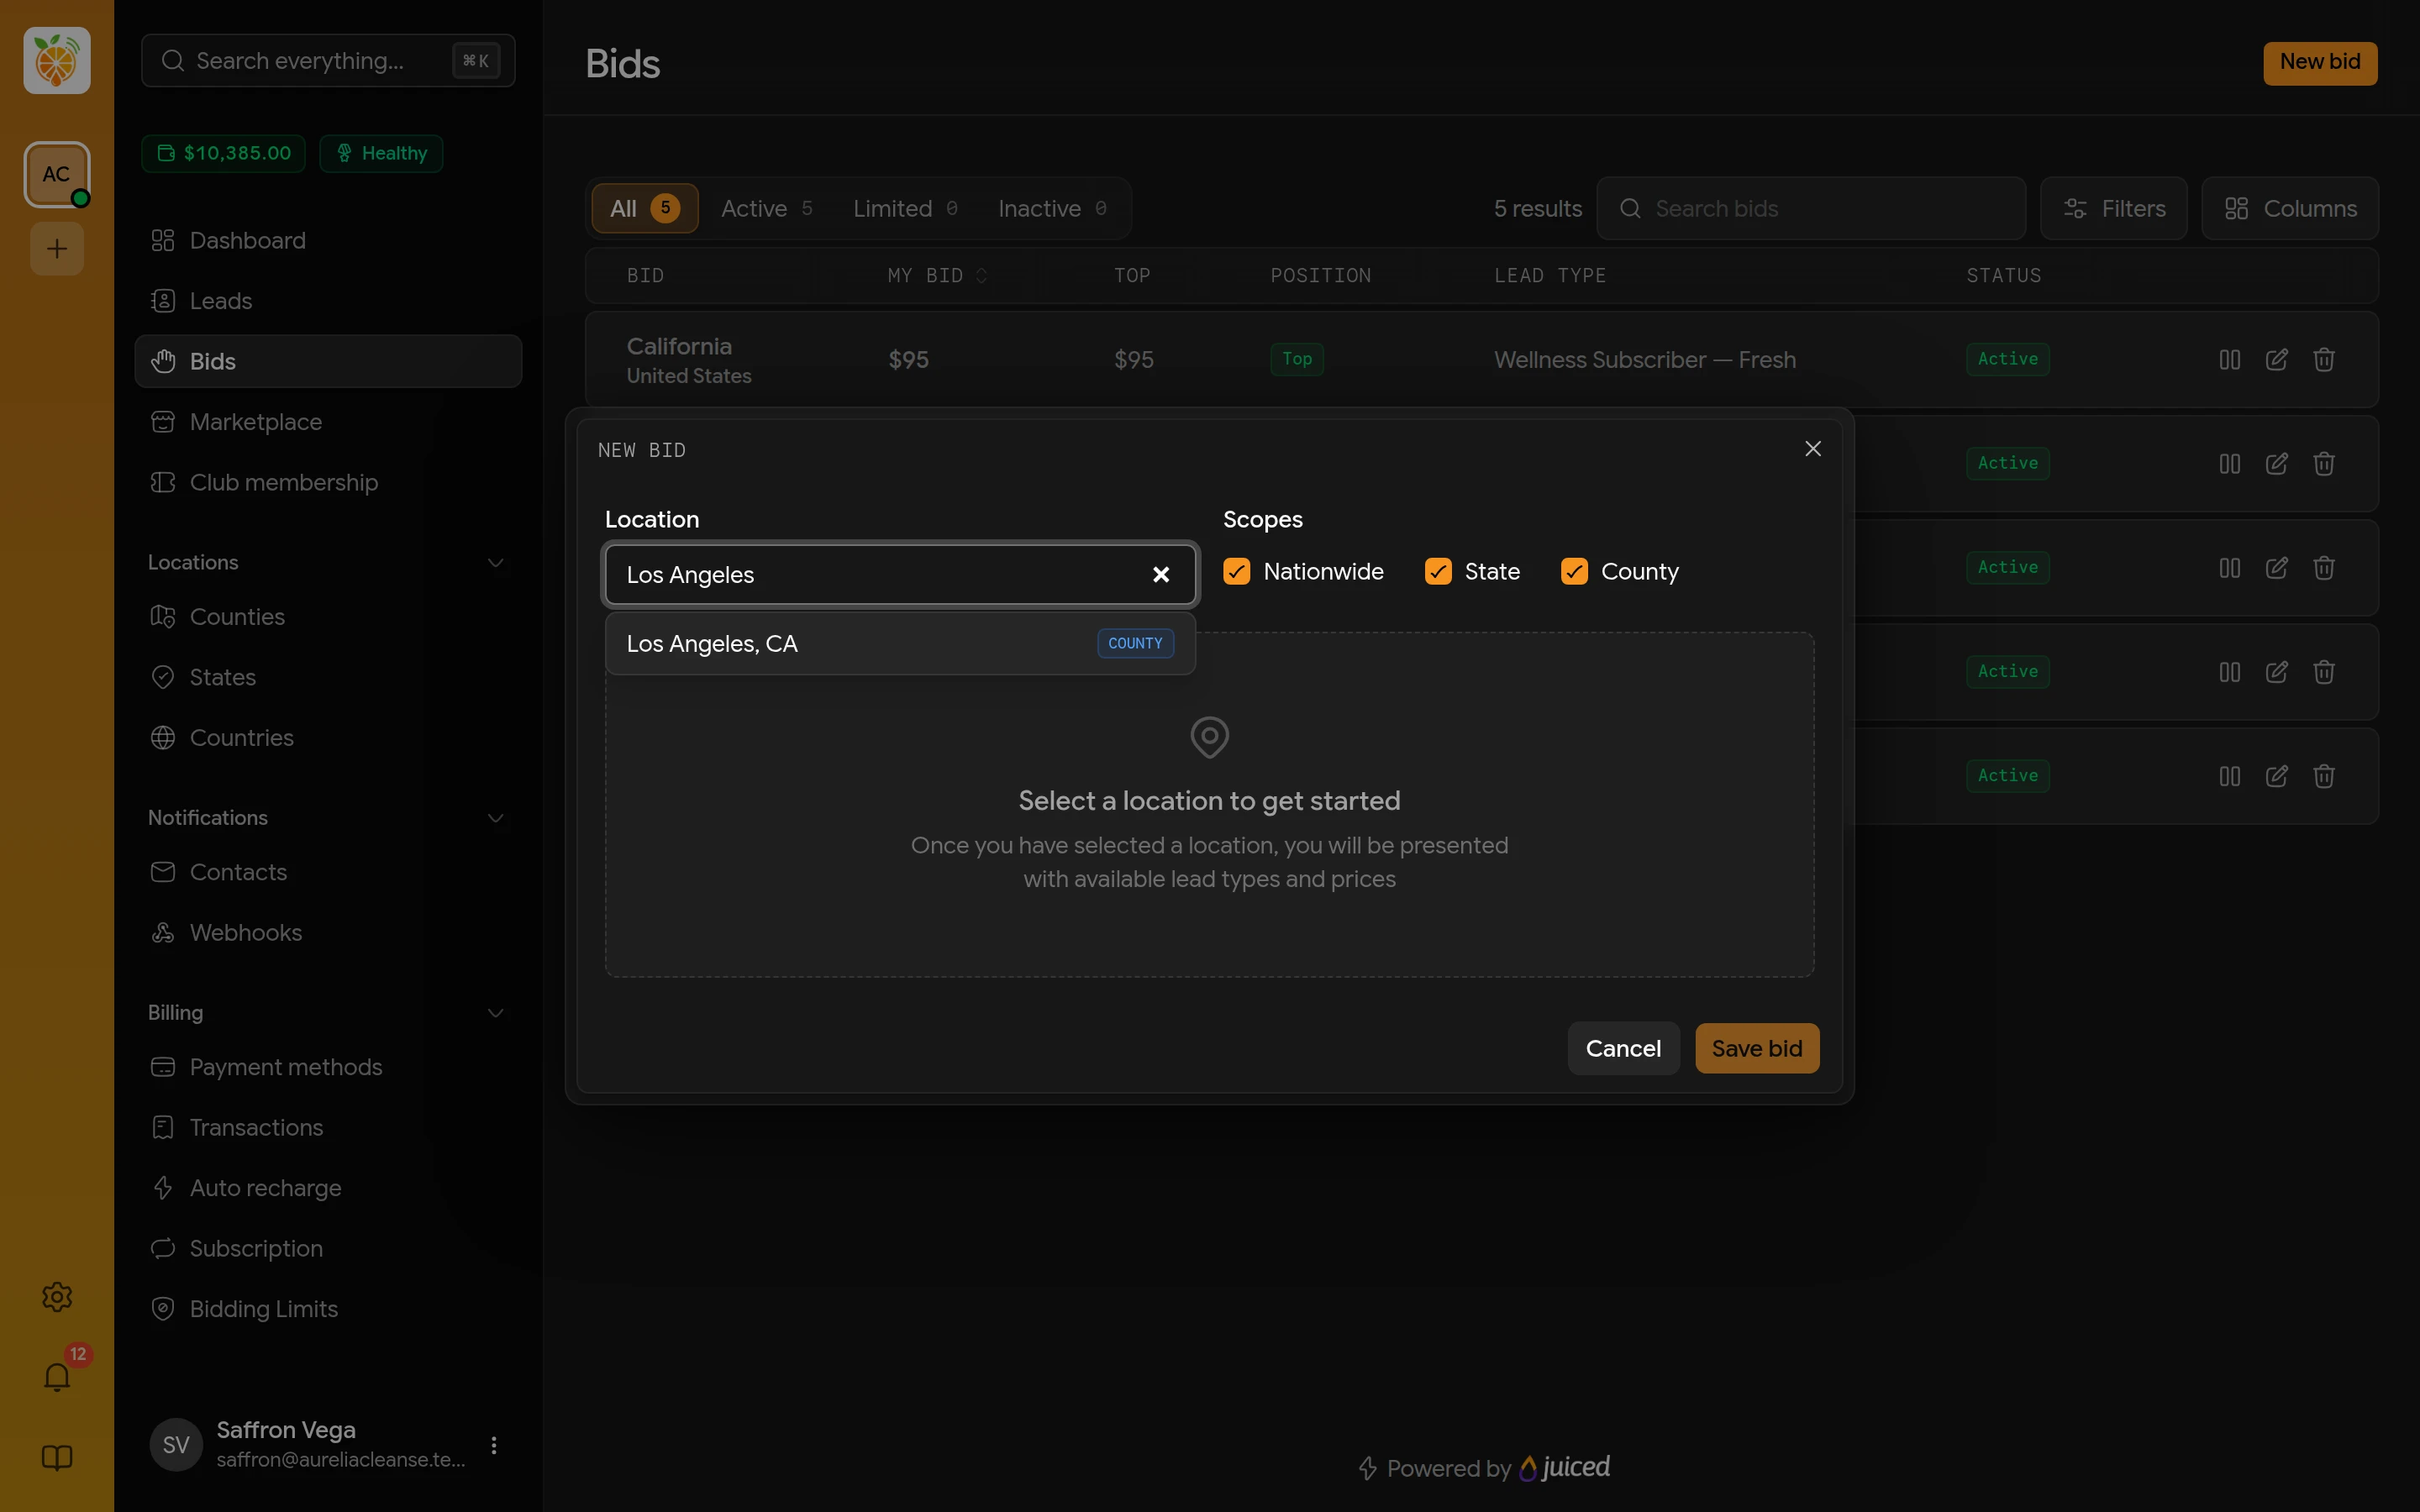 Search everything...
⌘ K
Bids
New bid
AC
$10,385.00
Healthy
All 5
Active 5
Limited 0
Inactive 0
5 results
Search bids
Filters
Columns
Dashboard
Leads
Bids
Marketplace
Club membership
Locations
Counties
States
Countries
Notifications
Contacts
Webhooks
Billing
Payment methods
Transactions
Auto recharge
Subscription
Bidding Limits
12
SV
Saffron Vega
saffron@aureliacleanse.te...
BID
MY BID
TOP
POSITION
LEAD TYPE
STATUS
California
United States
$95
$95
Top
Wellness Subscriber — Fresh
Active
Active
Active
Active
Active
NEW BID
Location
Scopes
Los Angeles
Nationwide
State
County
Los Angeles, CA
COUNTY
Select a location to get started
Once you have selected a location, you will be presented
with available lead types and prices
Cancel
Save bid
Powered by juiced